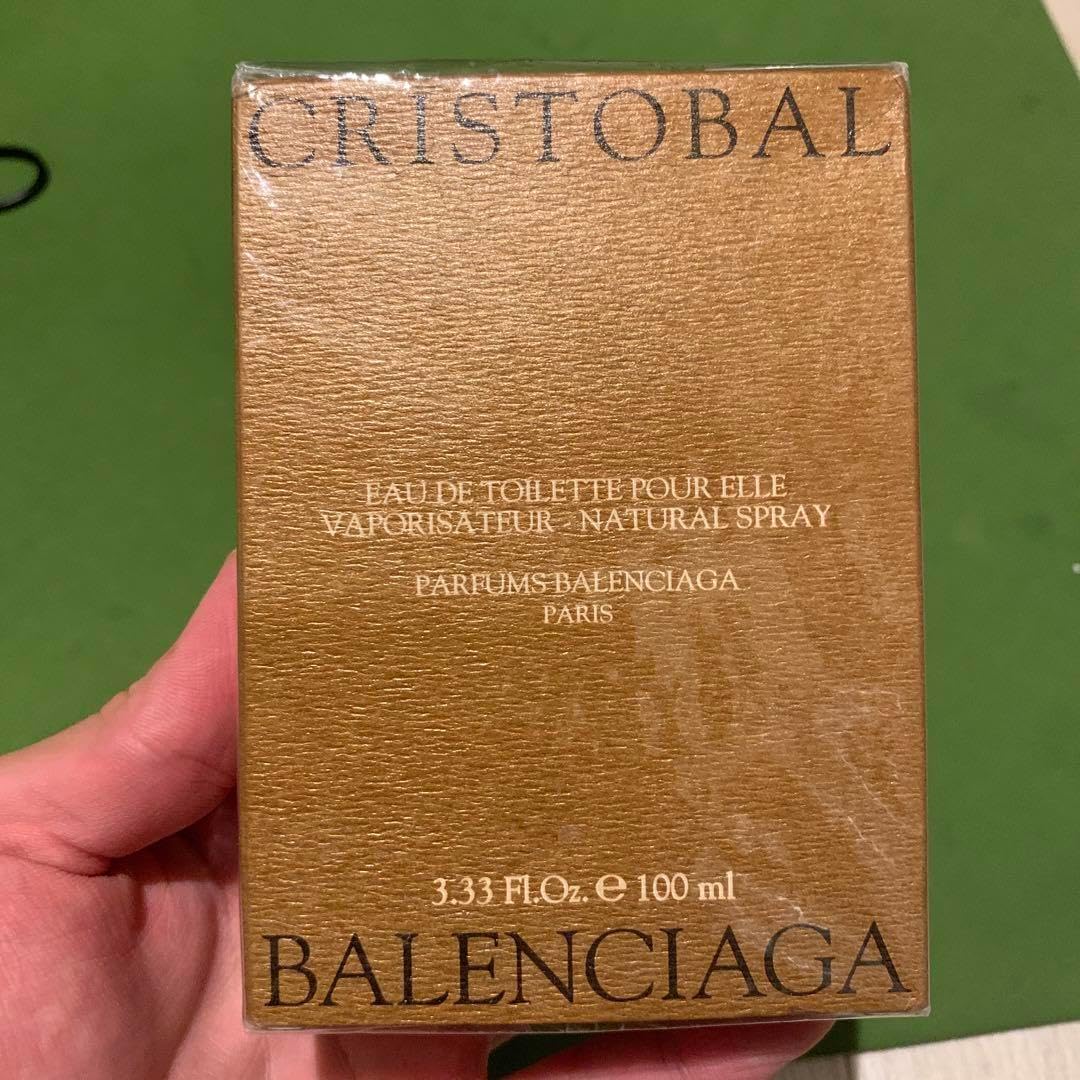 CRISTOBAL
EAU DE TOILETTE POUR ELLE
VAPORISATEUR - NATURAL SPRAY
PARFUMS BALENCIAGA
PARIS
3.33 Fl.Oz. ℮ 100 ml
BALENCIAGA